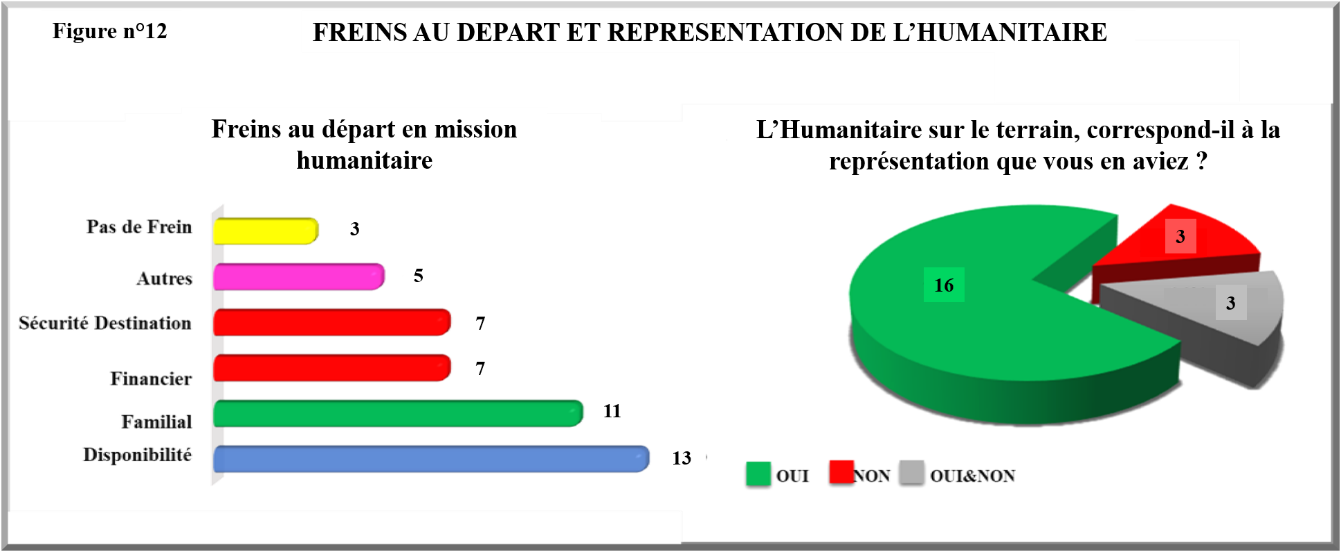 Figure n°12
FREINS AU DEPART ET REPRESENTATION DE L’HUMANITAIRE
Freins au départ en mission
humanitaire
Pas de Frein 3
Autres 5
Sécurité Destination 7
Financier 7
Familial 11
Disponibilité 13
L’Humanitaire sur le terrain, correspond-il à la
représentation que vous en aviez ?
16
3
3
OUI NON OUI&NON